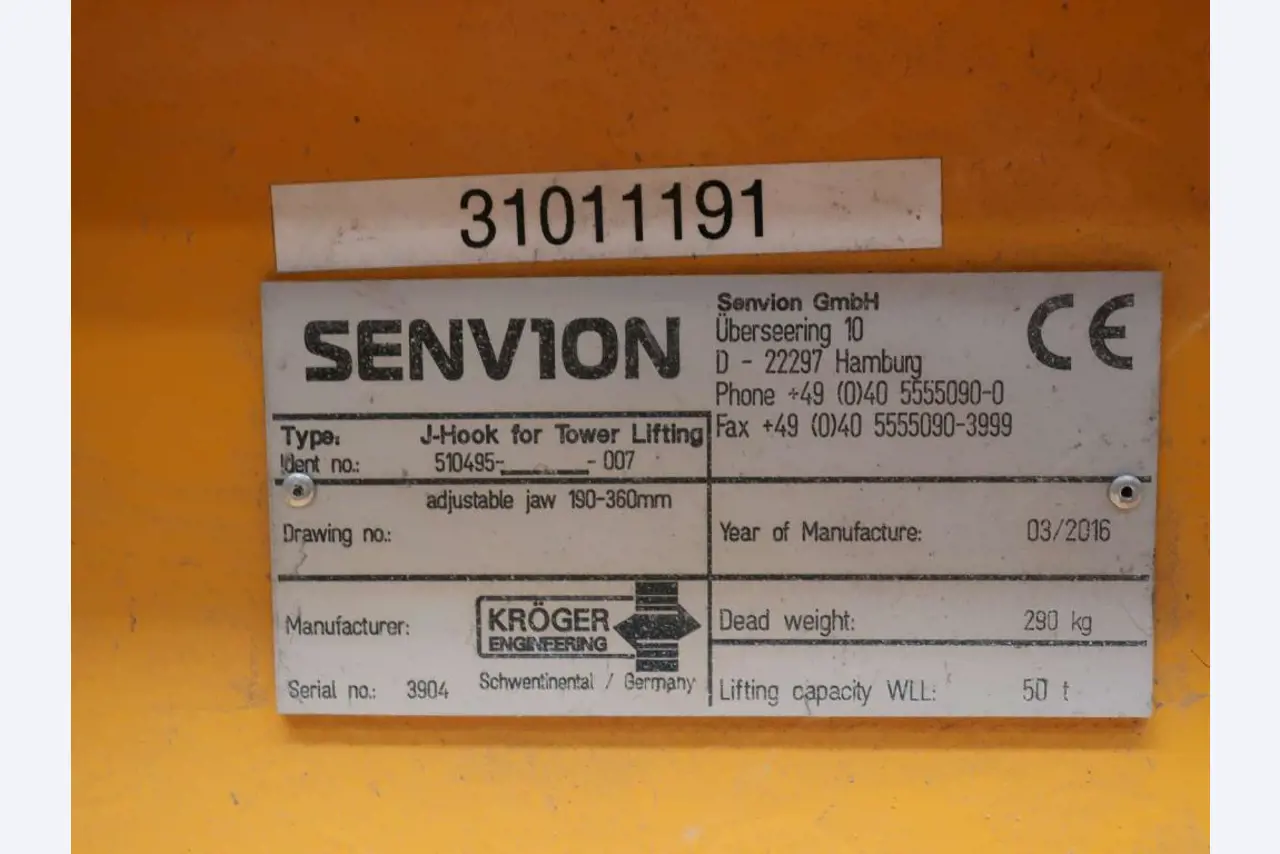 31011191
SENVION
Senvion GmbH
Überseering 10
D - 22297 Hamburg
Phone +49 (0)40 5555090-0
Fax +49 (0)40 5555090-3999
CE
Type: J-Hook for Tower Lifting
Ident no.: 510495-______-007
adjustable jaw 190-360mm
Drawing no.:
Year of Manufacture: 03/2016
Manufacturer: KRÖGER
ENGINEERING
Schwentinental / Germany
Serial no.: 3904
Dead weight: 290 kg
Lifting capacity WLL: 50 t